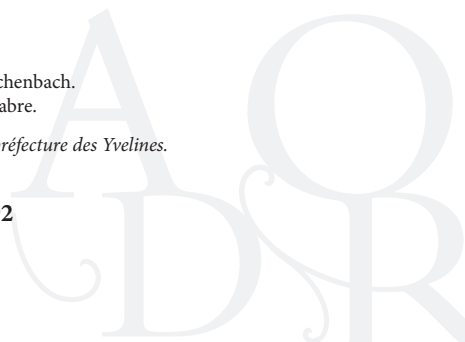 chenbach.
abre.
réfecture des Yvelines.
2
A O
D R